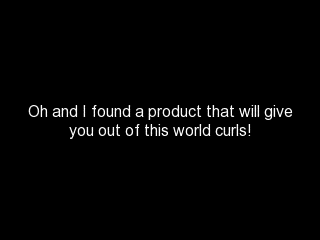 Oh and I found a product that will give
you out of this world curls!